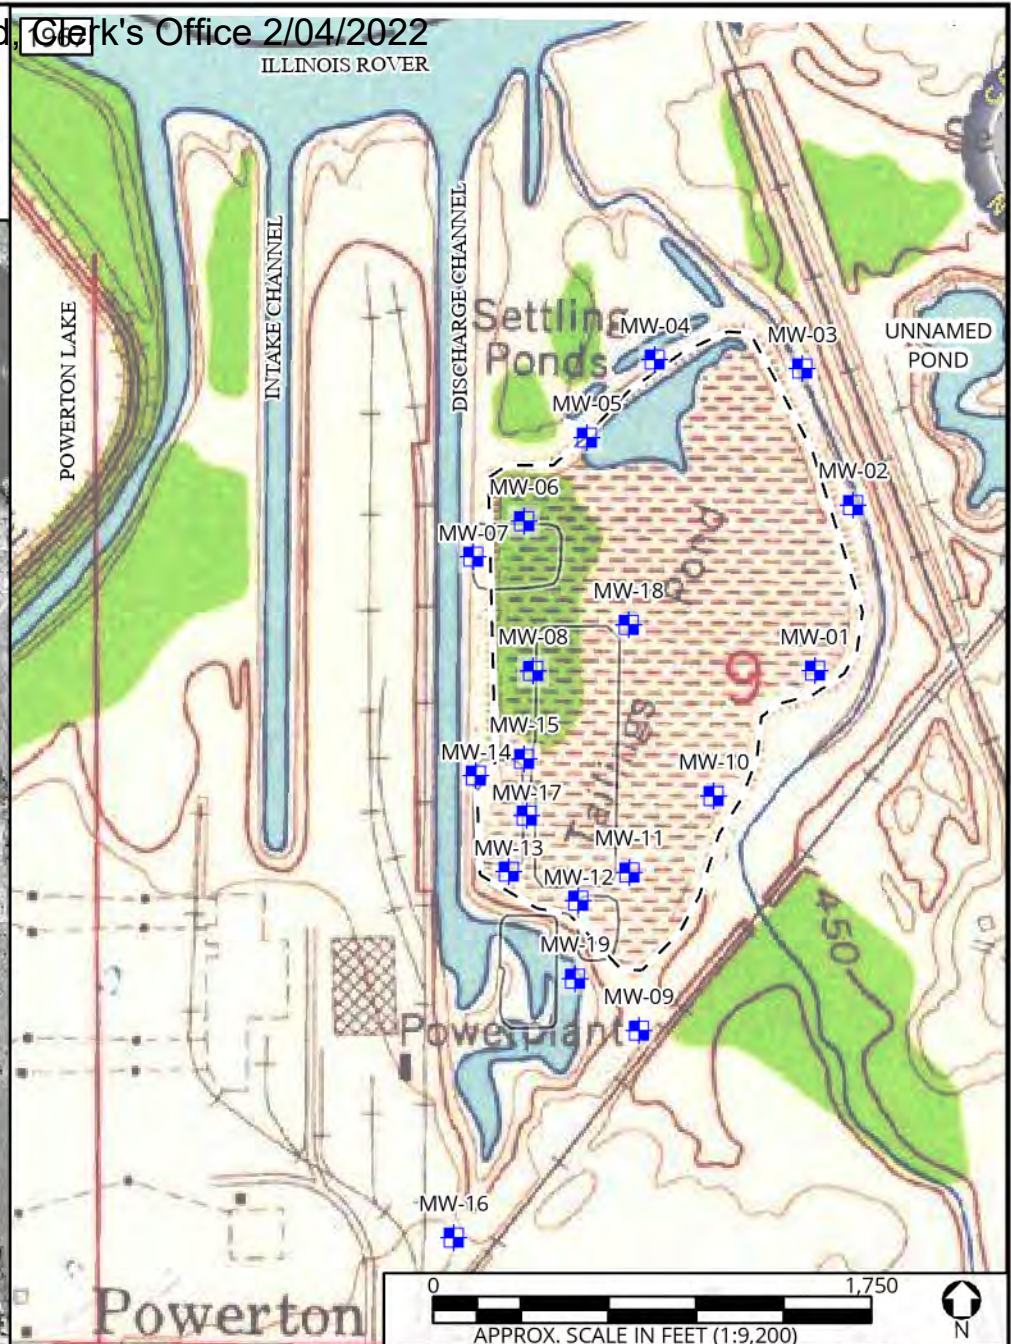 d, Clerk's Office 2/04/2022
1967
ILLINOIS ROVER
POWERTON LAKE
INTAKE CHANNEL
DISCHARGE CHANNEL
Settling
Ponds
UNNAMED
POND
MW-04
MW-03
MW-05
MW-02
MW-06
MW-07
Tailings Pond
MW-18
MW-08
MW-01
9
MW-15
MW-14
MW-10
MW-17
MW-13
MW-11
MW-12
450
MW-19
MW-09
Powerplant
MW-16
Powerton
0 1,750
APPROX. SCALE IN FEET (1:9,200)
N